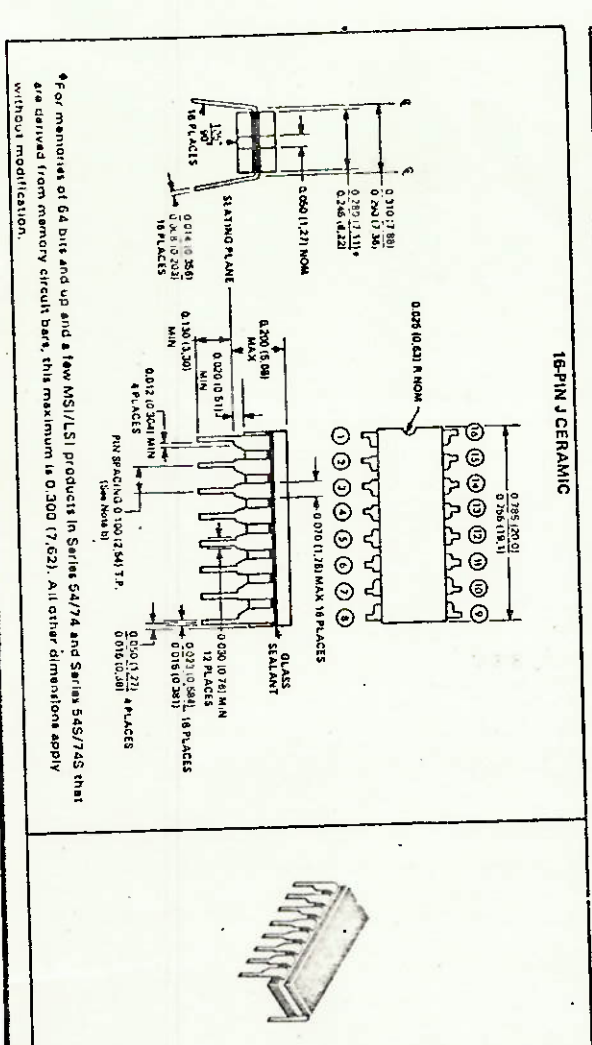 16-PIN J CERAMIC
0.785 (20.0)
0.755 (19.1)
16 15 14 13 12 11 10 9
0.025 (0,63) R NOM
1 2 3 4 5 6 7 8
0.310 (7.88)
0.290 (7.36)
0.280 (7.11)*
0.245 (6,22)
0.050 (1,27) NOM
105°
90°
16 PLACES
SEATING PLANE
0.014 (0.356)
0.008 (0.203)
16 PLACES
0.200 (5.08)
MAX
0.020 (0.51)
MIN
0.130 (3,30)
MIN
0.012 (0.304) MIN
4 PLACES
PIN SPACING 0.100 (2,54) T.P.
(See Note b)
0.070 (1,78) MAX 16 PLACES
GLASS
SEALANT
0.030 (0.76) MIN
12 PLACES
0.023 (0.584)
0.015 (0.381)
16 PLACES
0.050 (1.27)
0.015 (0,38)
4 PLACES
*For memories of 64 bits and up and a few MSI/LSI products in Series 54/74 and Series 54S/74S that
are derived from memory circuit bars, this maximum is 0.300 (7,62). All other dimensions apply
without modification.